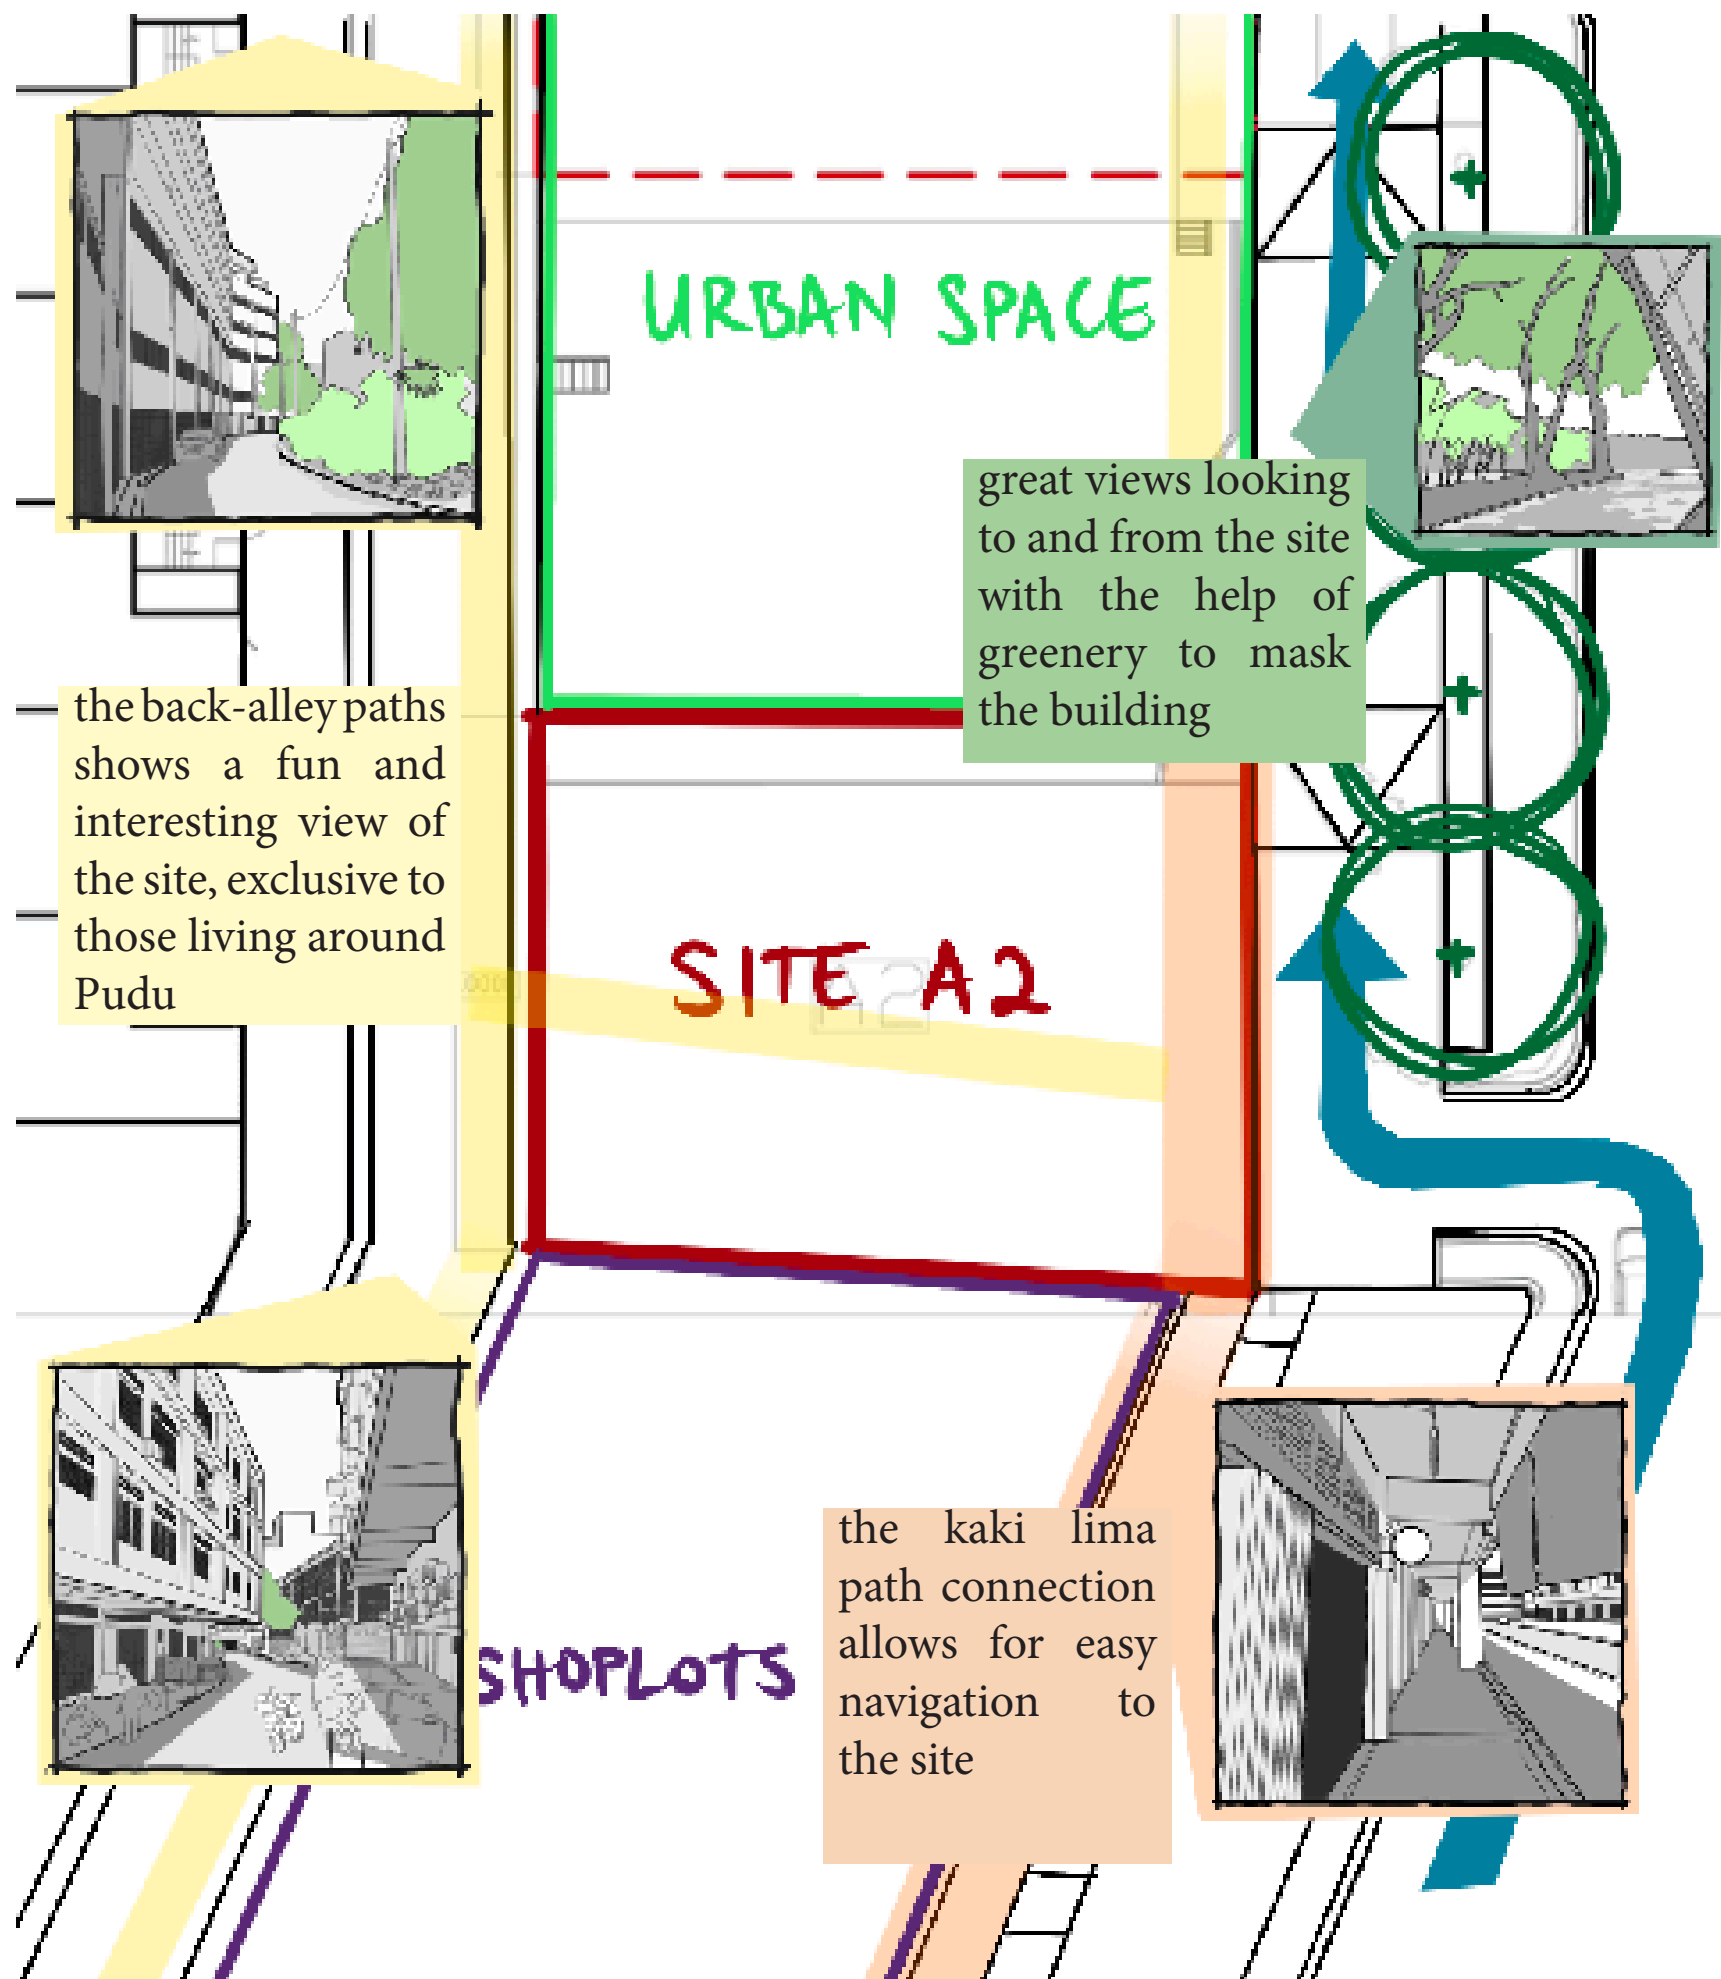 URBAN SPACE
great views looking
to and from the site
with the help of
greenery to mask
the building
the back-alley paths
shows a fun and
interesting view of
the site, exclusive to
those living around
Pudu
SITE A2
A2
the kaki lima
path connection
allows for easy
navigation to
the site
SHOPLOTS